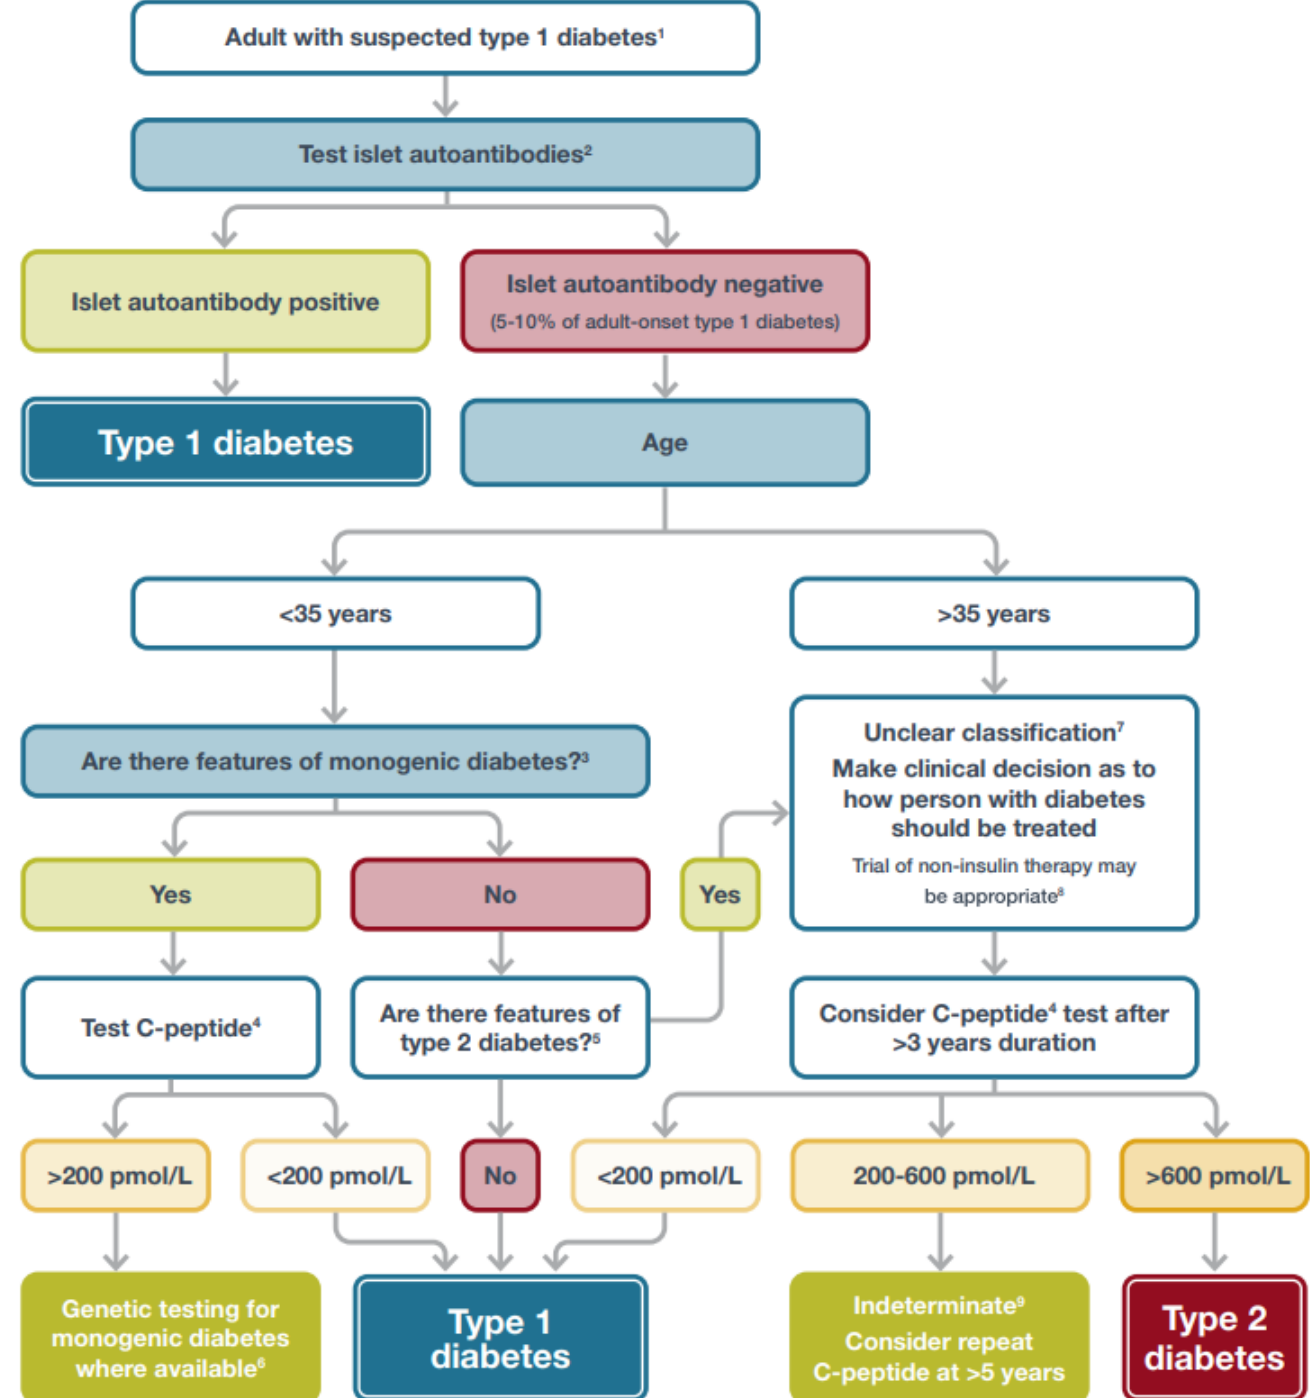 Adult with suspected type 1 diabetes¹
Test islet autoantibodies²
Islet autoantibody positive
Islet autoantibody negative
(5-10% of adult-onset type 1 diabetes)
Type 1 diabetes
Age
<35 years
>35 years
Are there features of monogenic diabetes?³
Unclear classification⁷
Make clinical decision as to
how person with diabetes
should be treated
Trial of non-insulin therapy may
be appropriate⁸
Yes
No
Yes
Test C-peptide⁴
Are there features of
type 2 diabetes?⁵
Consider C-peptide⁴ test after
>3 years duration
>200 pmol/L
<200 pmol/L
No
<200 pmol/L
200-600 pmol/L
>600 pmol/L
Genetic testing for
monogenic diabetes
where available⁶
Type 1
diabetes
Indeterminate⁹
Consider repeat
C-peptide at >5 years
Type 2
diabetes